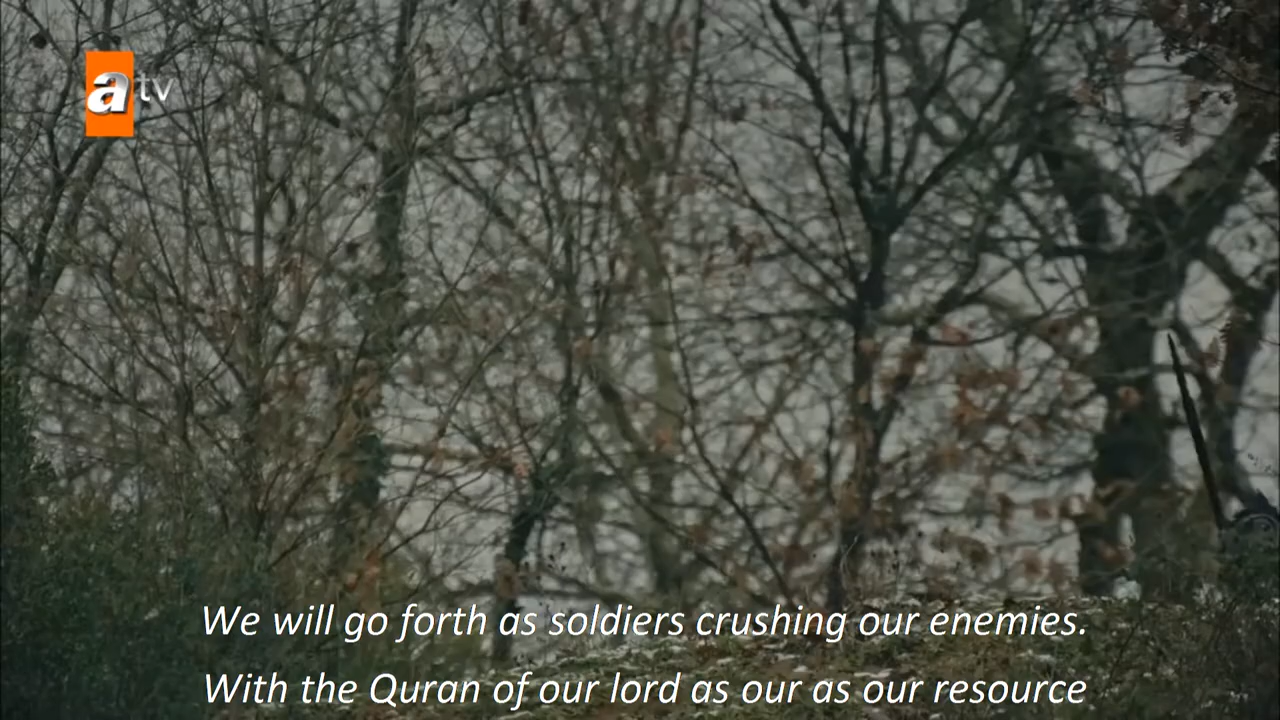 atv
We will go forth as soldiers crushing our enemies.
With the Quran of our lord as our as our resource